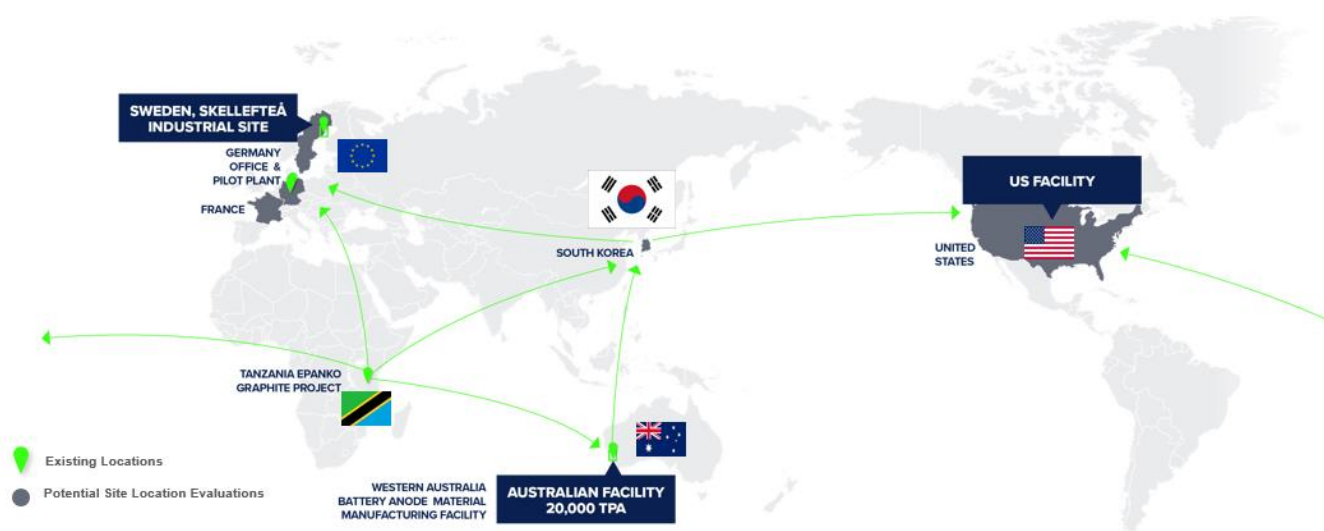 SWEDEN, SKELLEFTEÅ
INDUSTRIAL SITE
GERMANY
OFFICE &
PILOT PLANT
FRANCE
SOUTH KOREA
US FACILITY
UNITED
STATES
TANZANIA EPANKO
GRAPHITE PROJECT
Existing Locations
Potential Site Location Evaluations
WESTERN AUSTRALIA
BATTERY ANODE MATERIAL
MANUFACTURING FACILITY
AUSTRALIAN FACILITY
20,000 TPA